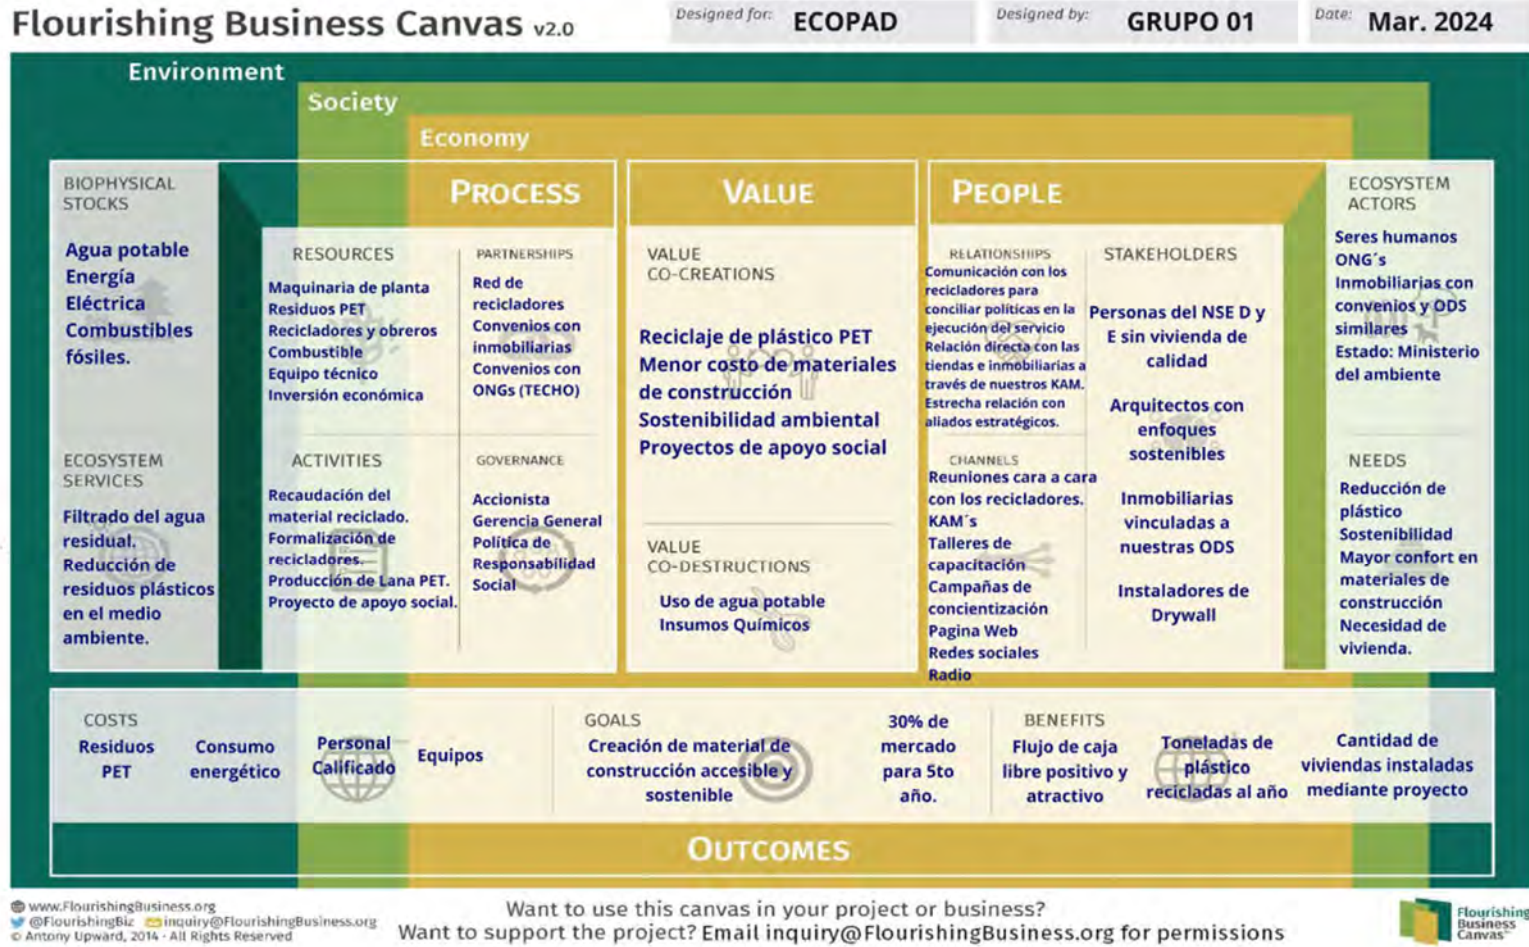 Flourishing Business Canvas v2.0
Designed for: ECOPAD
Designed by: GRUPO 01
Date: Mar. 2024
Environment
Society
Economy
BIOPHYSICAL
STOCKS
Agua potable
Energía
Eléctrica
Combustibles
fósiles.
ECOSYSTEM
SERVICES
Filtrado del agua
residual.
Reducción de
residuos plásticos
en el medio
ambiente.
PROCESS
RESOURCES
Maquinaria de planta
Residuos PET
Recicladores y obreros
Combustible
Equipo técnico
Inversión económica
PARTNERSHIPS
Red de
recicladores
Convenios con
inmobiliarias
Convenios con
ONGs (TECHO)
ACTIVITIES
Recaudación del
material reciclado.
Formalización de
recicladores.
Producción de Lana PET.
Proyecto de apoyo social.
GOVERNANCE
Accionista
Gerencia General
Política de
Responsabilidad
Social
VALUE
VALUE
CO-CREATIONS
Reciclaje de plástico PET
Menor costo de materiales
de construcción
Sostenibilidad ambiental
Proyectos de apoyo social
VALUE
CO-DESTRUCTIONS
Uso de agua potable
Insumos Químicos
PEOPLE
RELATIONSHIPS
Comunicación con los
recicladores para
conciliar políticas en la
ejecución del servicio
Relación directa con las
tiendas e inmobiliarias a
través de nuestros KAM.
Estrecha relación con
aliados estratégicos.
CHANNELS
Reuniones cara a cara
con los recicladores.
KAM´s
Talleres de
capacitación
Campañas de
concientización
Pagina Web
Redes sociales
Radio
STAKEHOLDERS
Personas del NSE D y
E sin vivienda de
calidad
Arquitectos con
enfoques
sostenibles
Inmobiliarias
vinculadas a
nuestras ODS
Instaladores de
Drywall
ECOSYSTEM
ACTORS
Seres humanos
ONG´s
Inmobiliarias con
convenios y ODS
similares
Estado: Ministerio
del ambiente
NEEDS
Reducción de
plástico
Sostenibilidad
Mayor confort en
materiales de
construcción
Necesidad de
vivienda.
COSTS
Residuos
PET
Consumo
energético
Personal
Calificado
Equipos
GOALS
Creación de material de
construcción accesible y
sostenible
30% de
mercado
para 5to
año.
BENEFITS
Flujo de caja
libre positivo y
atractivo
Toneladas de
plástico
recicladas al año
Cantidad de
viviendas instaladas
mediante proyecto
OUTCOMES
www.FlourishingBusiness.org
@FlourishingBiz inquiry@FlourishingBusiness.org
© Antony Upward, 2014 - All Rights Reserved
Want to use this canvas in your project or business?
Want to support the project? Email inquiry@FlourishingBusiness.org for permissions
Flourishing
Business
Canvas™